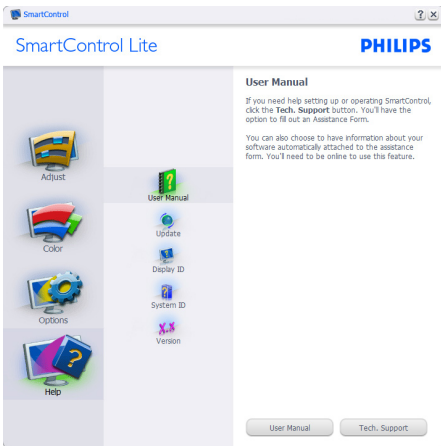 SmartControl
SmartControl Lite
PHILIPS
Adjust
Color
Options
Help
User Manual
Update
Display ID
System ID
Version
User Manual
If you need help setting up or operating SmartControl,
click the Tech. Support button. You'll have the
option to fill out an Assistance Form.
You can also choose to have information about your
software automatically attached to the assistance
form. You'll need to be online to use this feature.
User Manual
Tech. Support